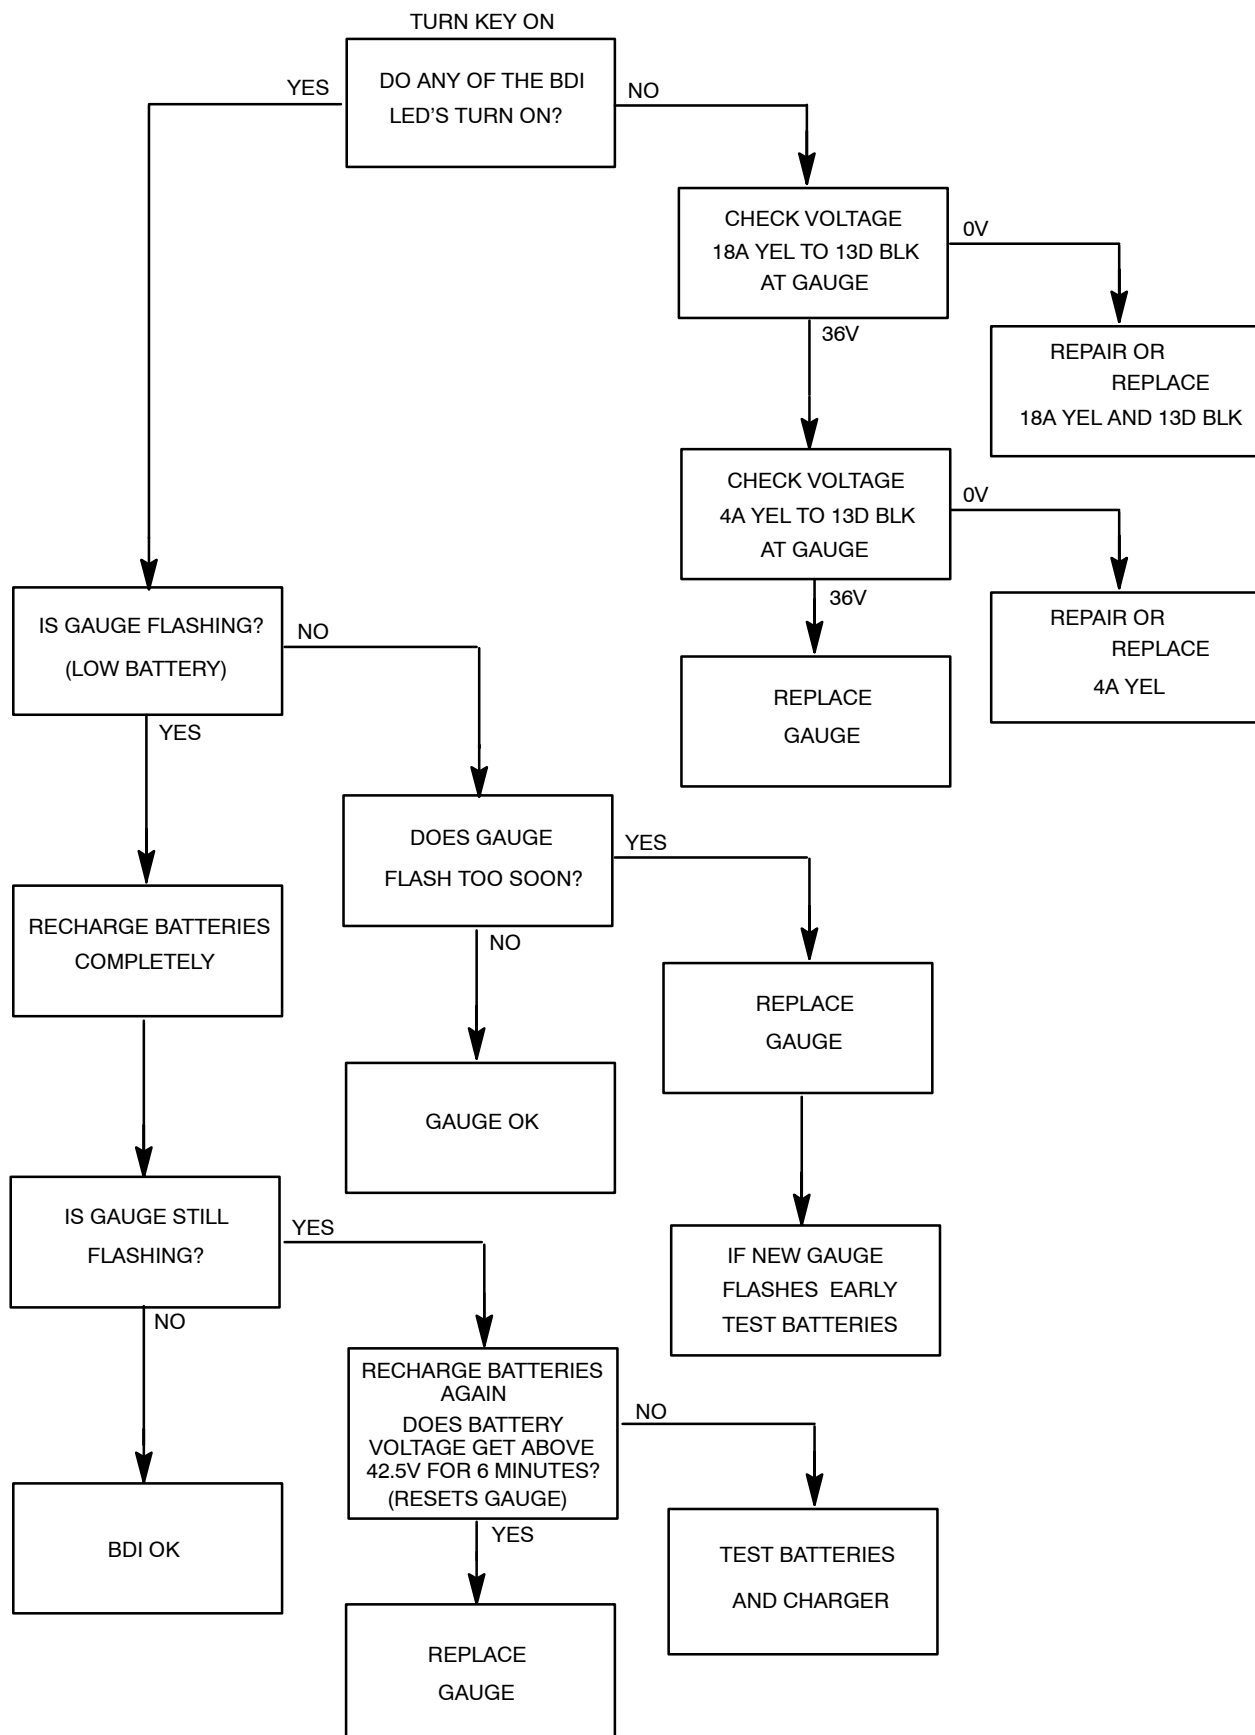 TURN KEY ON
DO ANY OF THE BDI
LED'S TURN ON?
YES
NO
CHECK VOLTAGE
18A YEL TO 13D BLK
AT GAUGE
0V
36V
REPAIR OR
REPLACE
18A YEL AND 13D BLK
CHECK VOLTAGE
4A YEL TO 13D BLK
AT GAUGE
0V
36V
REPAIR OR
REPLACE
4A YEL
REPLACE
GAUGE
IS GAUGE FLASHING?
(LOW BATTERY)
NO
YES
DOES GAUGE
FLASH TOO SOON?
YES
NO
RECHARGE BATTERIES
COMPLETELY
REPLACE
GAUGE
GAUGE OK
IS GAUGE STILL
FLASHING?
YES
NO
IF NEW GAUGE
FLASHES EARLY
TEST BATTERIES
RECHARGE BATTERIES
AGAIN
DOES BATTERY
VOLTAGE GET ABOVE
42.5V FOR 6 MINUTES?
(RESETS GAUGE)
NO
YES
BDI OK
TEST BATTERIES
AND CHARGER
REPLACE
GAUGE